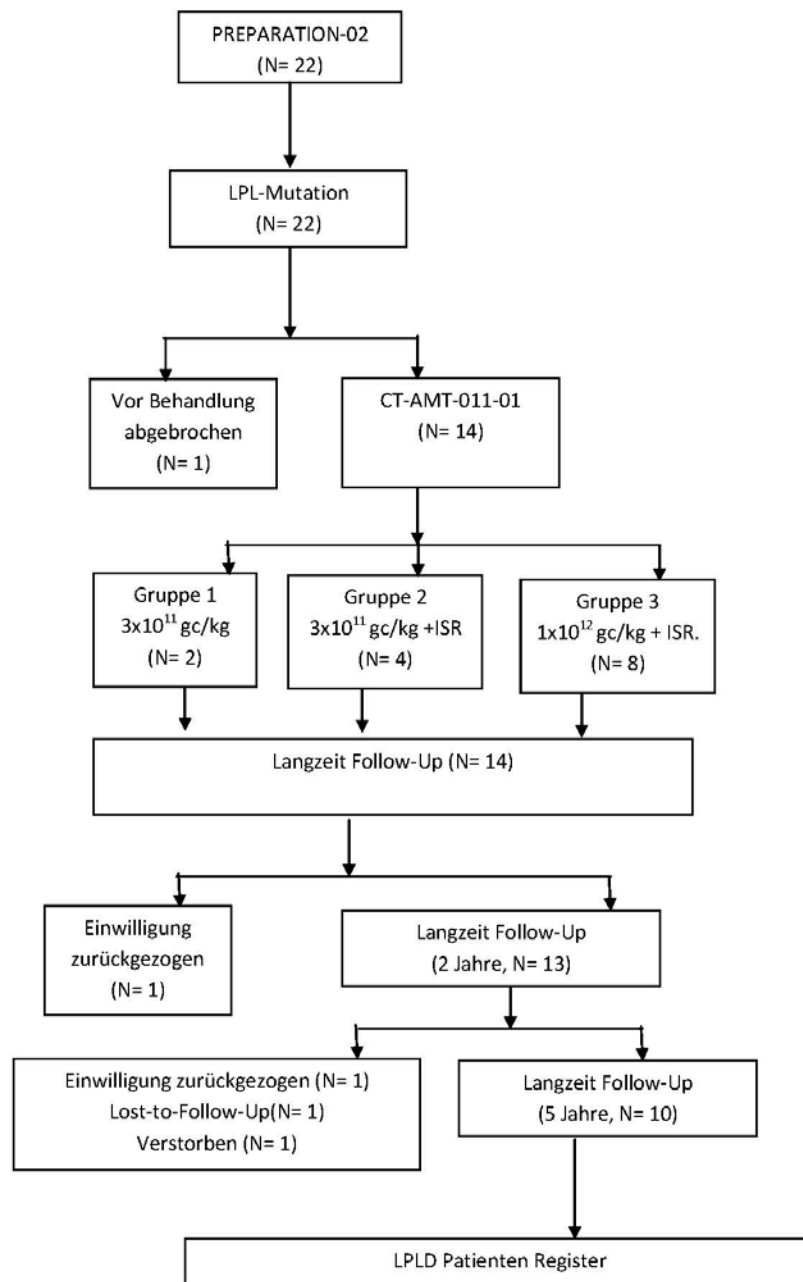 PREPARATION-02
(N= 22)
LPL-Mutation
(N= 22)
Vor Behandlung
abgebrochen
(N= 1)
CT-AMT-011-01
(N= 14)
Gruppe 1
3x10¹¹ gc/kg
(N= 2)
Gruppe 2
3x10¹¹ gc/kg +ISR
(N= 4)
Gruppe 3
1x10¹² gc/kg + ISR.
(N= 8)
Langzeit Follow-Up (N= 14)
Einwilligung
zurückgezogen
(N= 1)
Langzeit Follow-Up
(2 Jahre, N= 13)
Einwilligung zurückgezogen (N= 1)
Lost-to-Follow-Up(N= 1)
Verstorben (N= 1)
Langzeit Follow-Up
(5 Jahre, N= 10)
LPLD Patienten Register